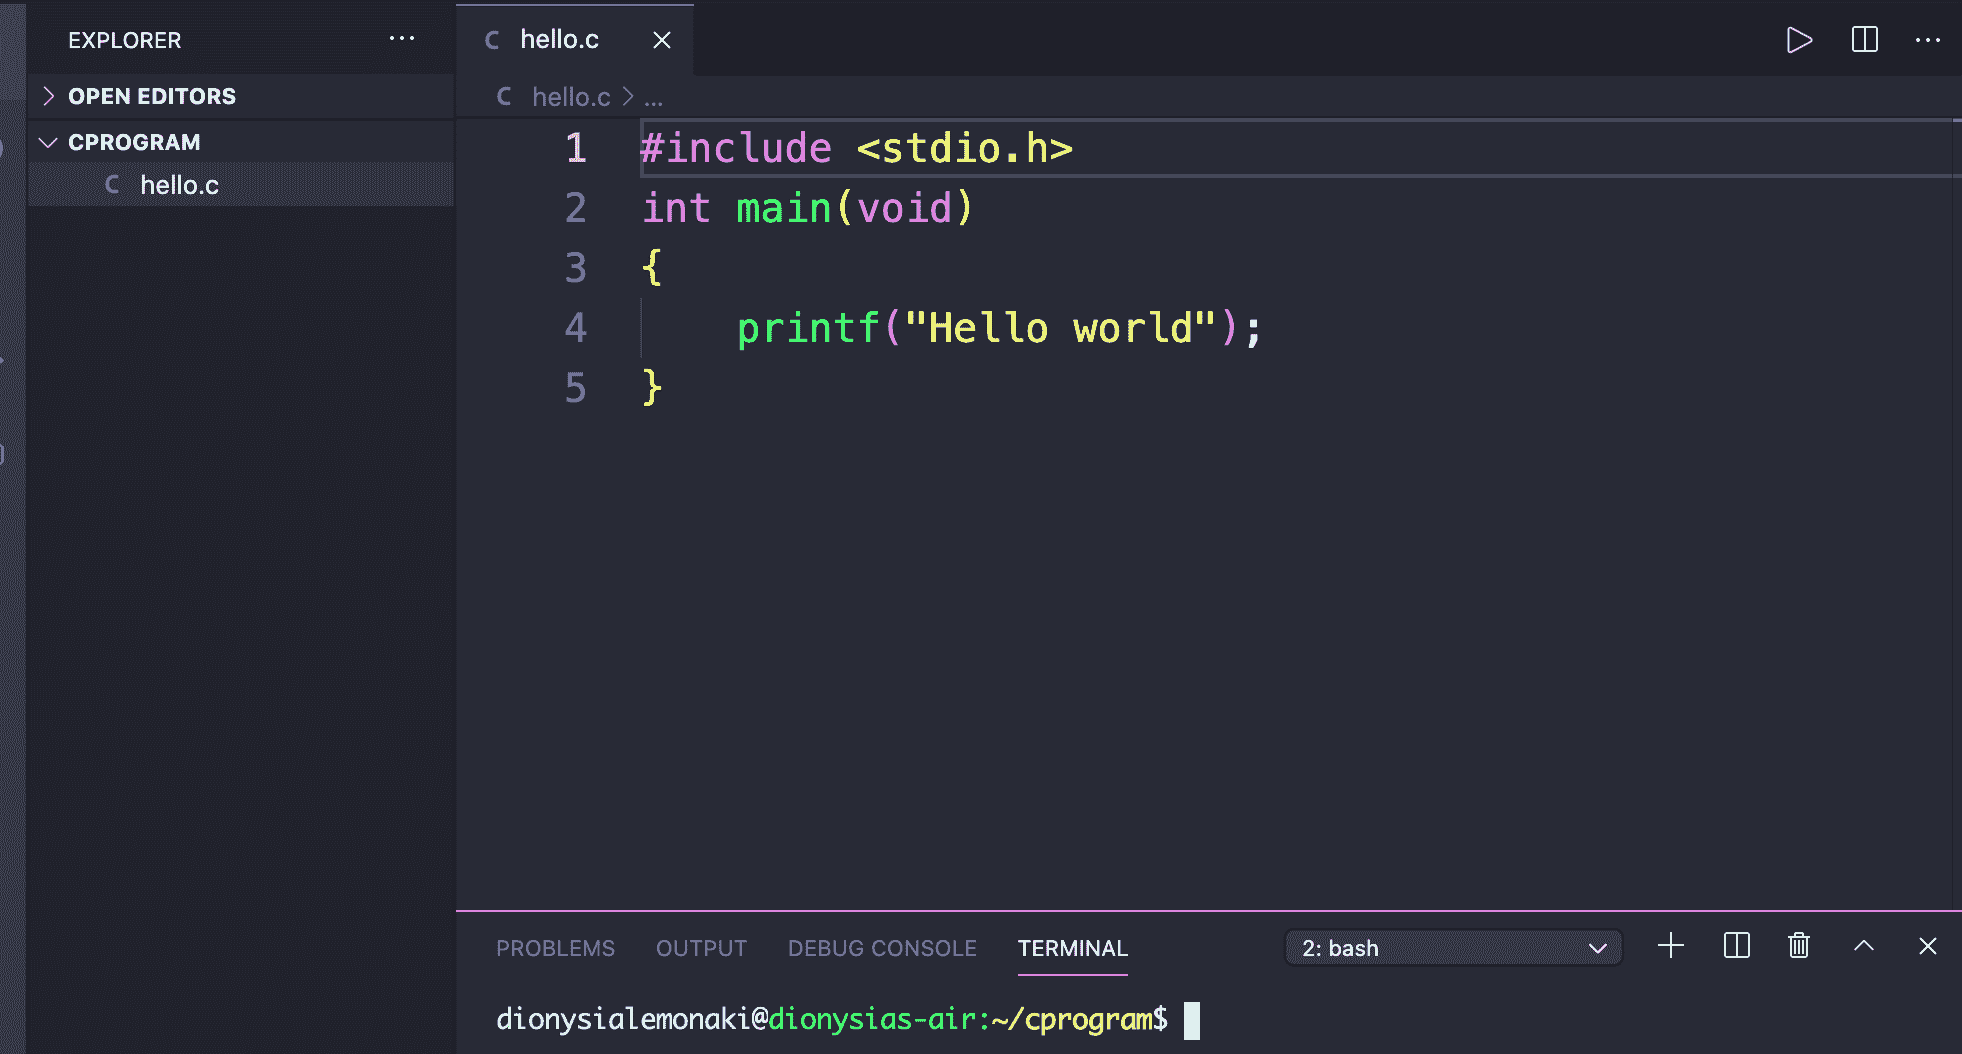 EXPLORER ...
OPEN EDITORS
CPROGRAM
C hello.c
C hello.c
C hello.c > ...
1 #include <stdio.h>
2 int main(void)
3 {
4     printf("Hello world");
5 }
PROBLEMS OUTPUT DEBUG CONSOLE TERMINAL 2: bash
dionysialemonaki@dionysias-air:~/cprogram$